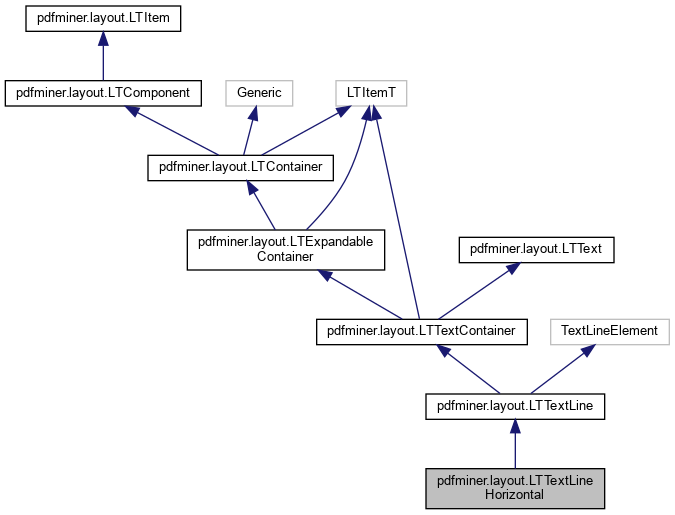 pdfminer.layout.LTItem
pdfminer.layout.LTComponent
Generic
LTItemT
pdfminer.layout.LTContainer
pdfminer.layout.LTExpandable
Container
pdfminer.layout.LTText
pdfminer.layout.LTTextContainer
TextLineElement
pdfminer.layout.LTTextLine
pdfminer.layout.LTTextLine
Horizontal